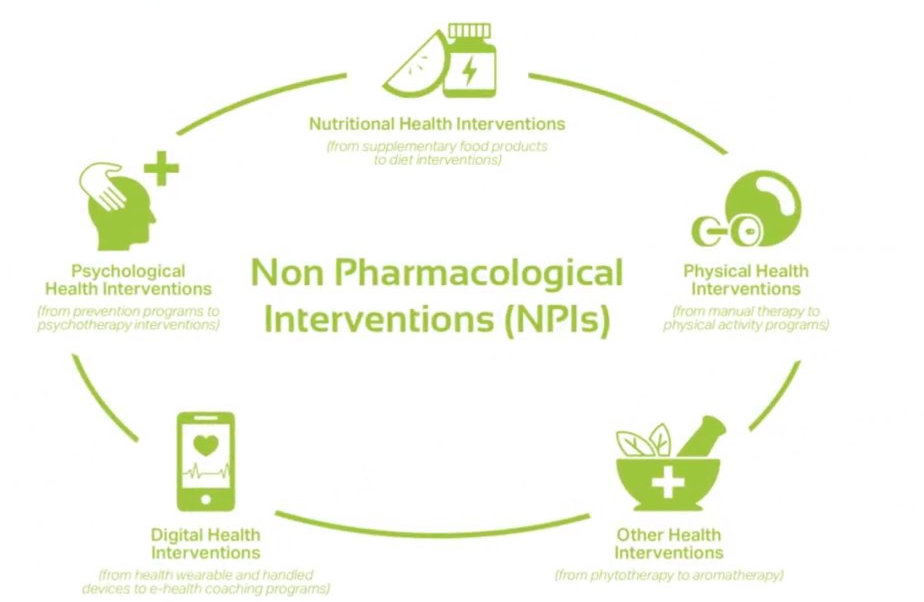 Nutritional Health Interventions
(from supplementary food products
to diet interventions)
Psychological
Health Interventions
(from prevention programs to
psychotherapy interventions)
Non Pharmacological
Interventions (NPIs)
Physical Health
Interventions
(from manual therapy to
physical activity programs)
Digital Health
Interventions
(from health wearable and handled
devices to e-health coaching programs)
Other Health
Interventions
(from phytotherapy to aromatherapy)